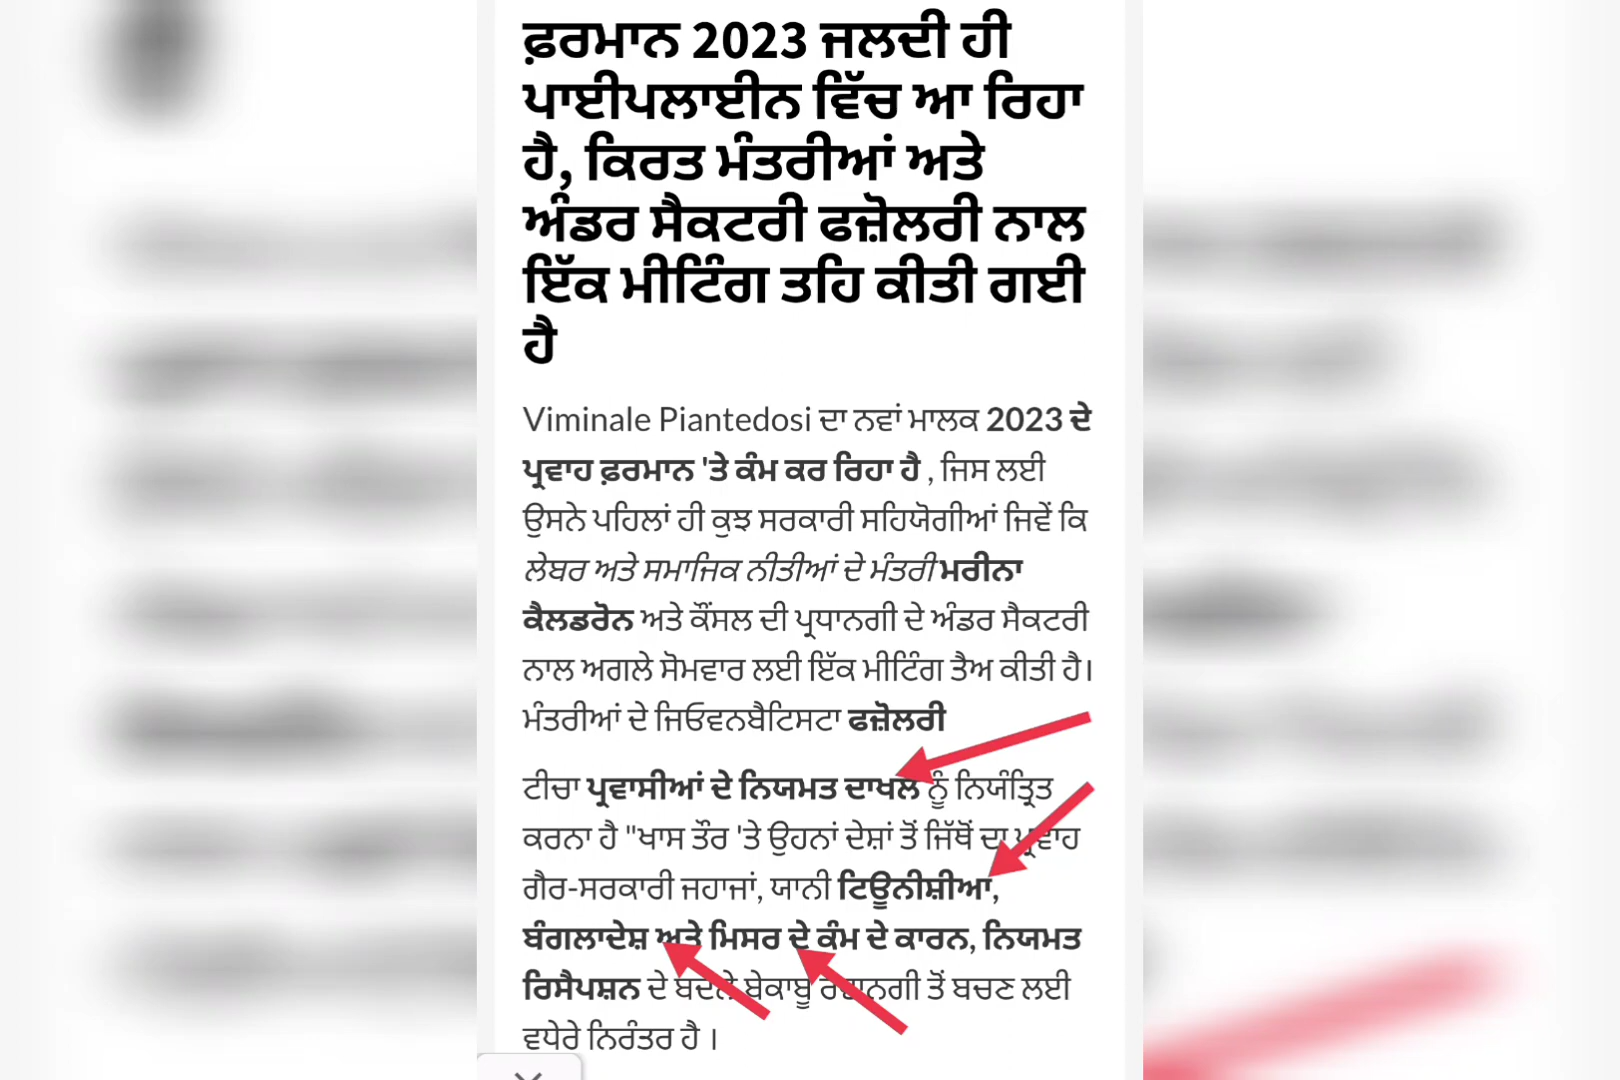 ਫ਼ਰਮਾਨ 2023 ਜਲਦੀ ਹੀ
ਪਾਈਪਲਾਈਨ ਵਿੱਚ ਆ ਰਿਹਾ
ਹੈ, ਕਿਰਤ ਮੰਤਰੀਆਂ ਅਤੇ
ਅੰਡਰ ਸੈਕਟਰੀ ਫਜ਼ੋਲਰੀ ਨਾਲ
ਇੱਕ ਮੀਟਿੰਗ ਤਹਿ ਕੀਤੀ ਗਈ
ਹੈ
Viminale Piantedosi ਦਾ ਨਵਾਂ ਮਾਲਕ 2023 ਦੇ
ਪ੍ਰਵਾਹ ਫ਼ਰਮਾਨ 'ਤੇ ਕੰਮ ਕਰ ਰਿਹਾ ਹੈ , ਜਿਸ ਲਈ
ਉਸਨੇ ਪਹਿਲਾਂ ਹੀ ਕੁਝ ਸਰਕਾਰੀ ਸਹਿਯੋਗੀਆਂ ਜਿਵੇਂ ਕਿ
ਲੇਬਰ ਅਤੇ ਸਮਾਜਿਕ ਨੀਤੀਆਂ ਦੇ ਮੰਤਰੀ ਮਰੀਨਾ
ਕੈਲਡਰੋਨ ਅਤੇ ਕੌਂਸਲ ਦੀ ਪ੍ਰਧਾਨਗੀ ਦੇ ਅੰਡਰ ਸੈਕਟਰੀ
ਨਾਲ ਅਗਲੇ ਸੋਮਵਾਰ ਲਈ ਇੱਕ ਮੀਟਿੰਗ ਤੈਅ ਕੀਤੀ ਹੈ।
ਮੰਤਰੀਆਂ ਦੇ ਜਿਓਵਨਬੈਟਿਸਟਾ ਫਜ਼ੋਲਰੀ
ਟੀਚਾ ਪ੍ਰਵਾਸੀਆਂ ਦੇ ਨਿਯਮਤ ਦਾਖਲੇ ਨੂੰ ਨਿਯੰਤ੍ਰਿਤ
ਕਰਨਾ ਹੈ "ਖਾਸ ਤੌਰ 'ਤੇ ਉਹਨਾਂ ਦੇਸ਼ਾਂ ਤੋਂ ਜਿੱਥੋਂ ਦਾ ਪ੍ਰਵਾਹ
ਗੈਰ-ਸਰਕਾਰੀ ਜਹਾਜਾਂ, ਯਾਨੀ ਟਿਊਨੀਸ਼ੀਆ,
ਬੰਗਲਾਦੇਸ਼ ਅਤੇ ਮਿਸਰ ਦੇ ਕੰਮ ਦੇ ਕਾਰਨ, ਨਿਯਮਤ
ਰਿਸੈਪਸ਼ਨ ਦੇ ਬਦਲੇ ਬੇਕਾਬੂ ਰਵਾਨਗੀ ਤੋਂ ਬਚਣ ਲਈ
ਵਧੇਰੇ ਨਿਰੰਤਰ ਹੈ ।